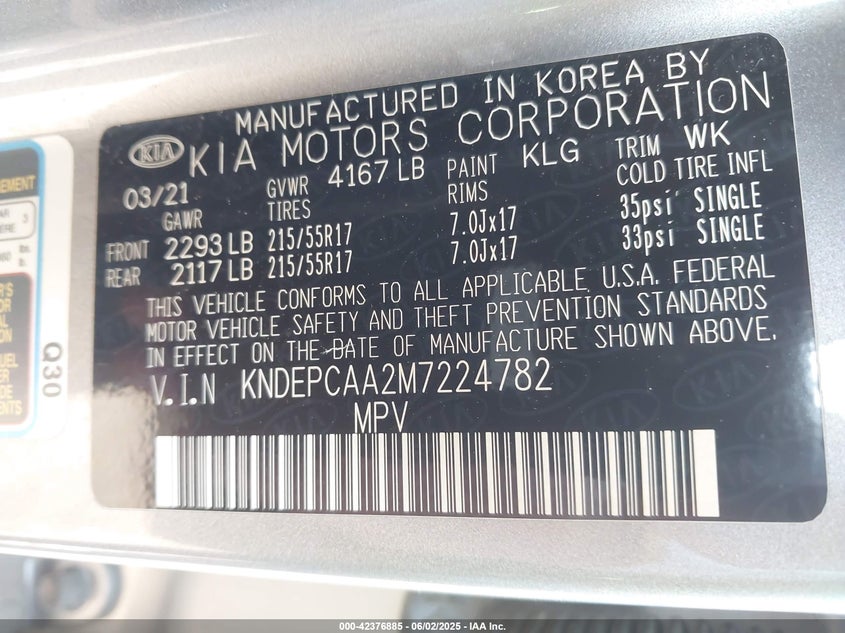 MANUFACTURED IN KOREA BY
KIA KIA MOTORS CORPORATION
03/21 GVWR 4167 LB PAINT KLG TRIM WK
GAWR TIRES RIMS COLD TIRE INFL
FRONT 2293 LB 215/55R17 7.0Jx17 35psi SINGLE
REAR 2117 LB 215/55R17 7.0Jx17 33psi SINGLE
THIS VEHICLE CONFORMS TO ALL APPLICABLE U.S.A. FEDERAL
MOTOR VEHICLE SAFETY AND THEFT PREVENTION STANDARDS
IN EFFECT ON THE DATE OF MANUFACTURE SHOWN ABOVE.
V.I.N KNDEPCAA2M7224782
MPV
Q30
000-42376885 - 06/02/2025 - IAA Inc.